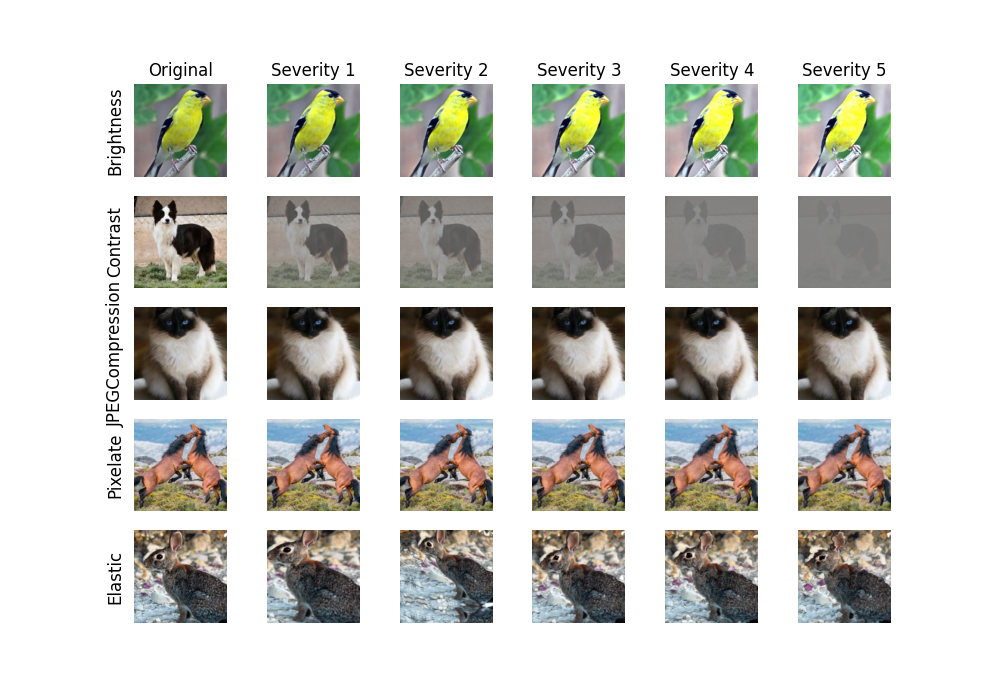 Original Severity 1 Severity 2 Severity 3 Severity 4 Severity 5
Brightness
Contrast
JPEGCompression
Pixelate
Elastic